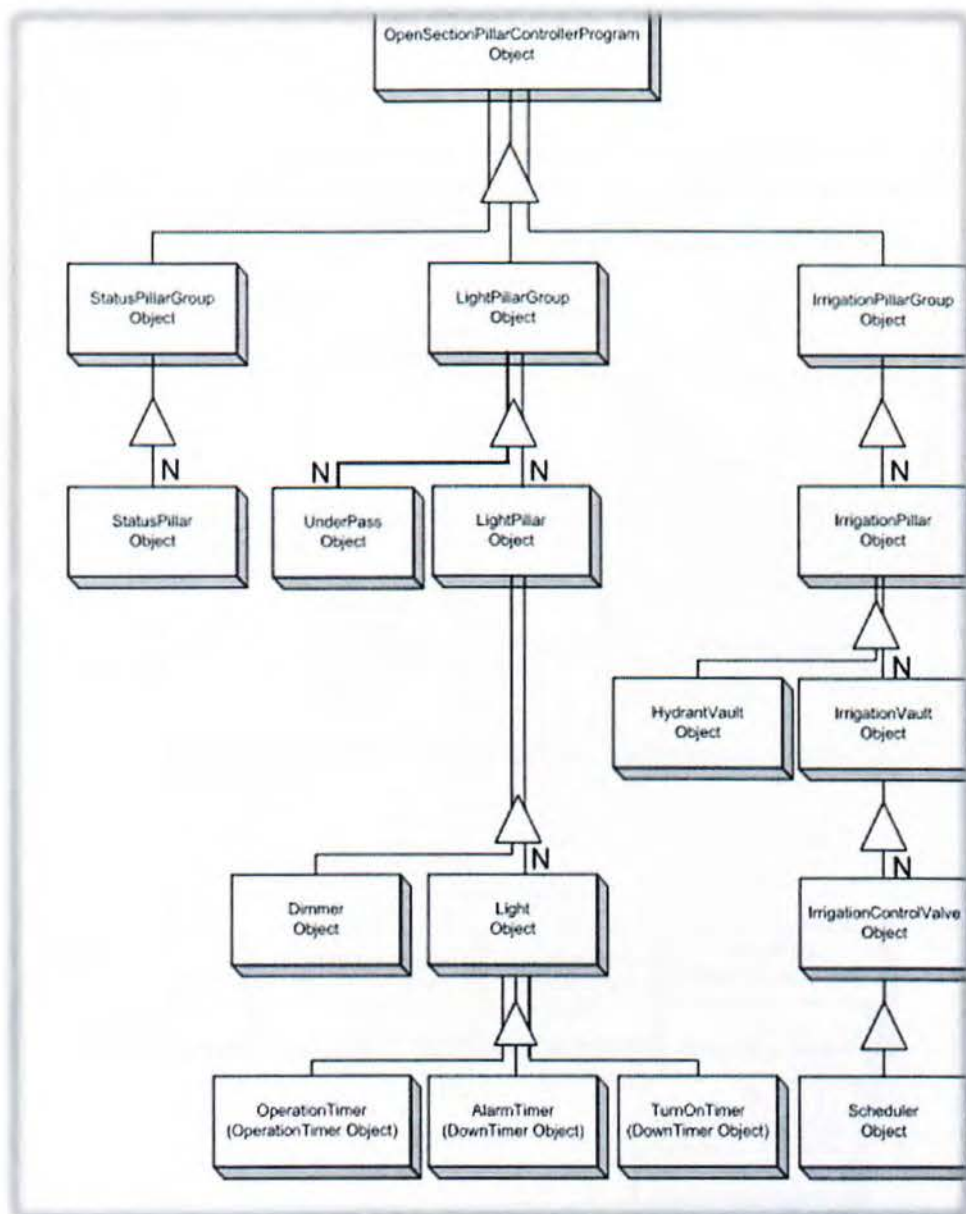 OpenSectionPillarControllerProgram
Object
StatusPillarGroup
Object
LightPillarGroup
Object
IrrigationPillarGroup
Object
N
N
N
N
StatusPillar
Object
UnderPass
Object
LightPillar
Object
IrrigationPillar
Object
N
HydrantVault
Object
IrrigationVault
Object
N
N
Dimmer
Object
Light
Object
IrrigationControlValve
Object
OperationTimer
(OperationTimer Object)
AlarmTimer
(DownTimer Object)
TurnOnTimer
(DownTimer Object)
Scheduler
Object